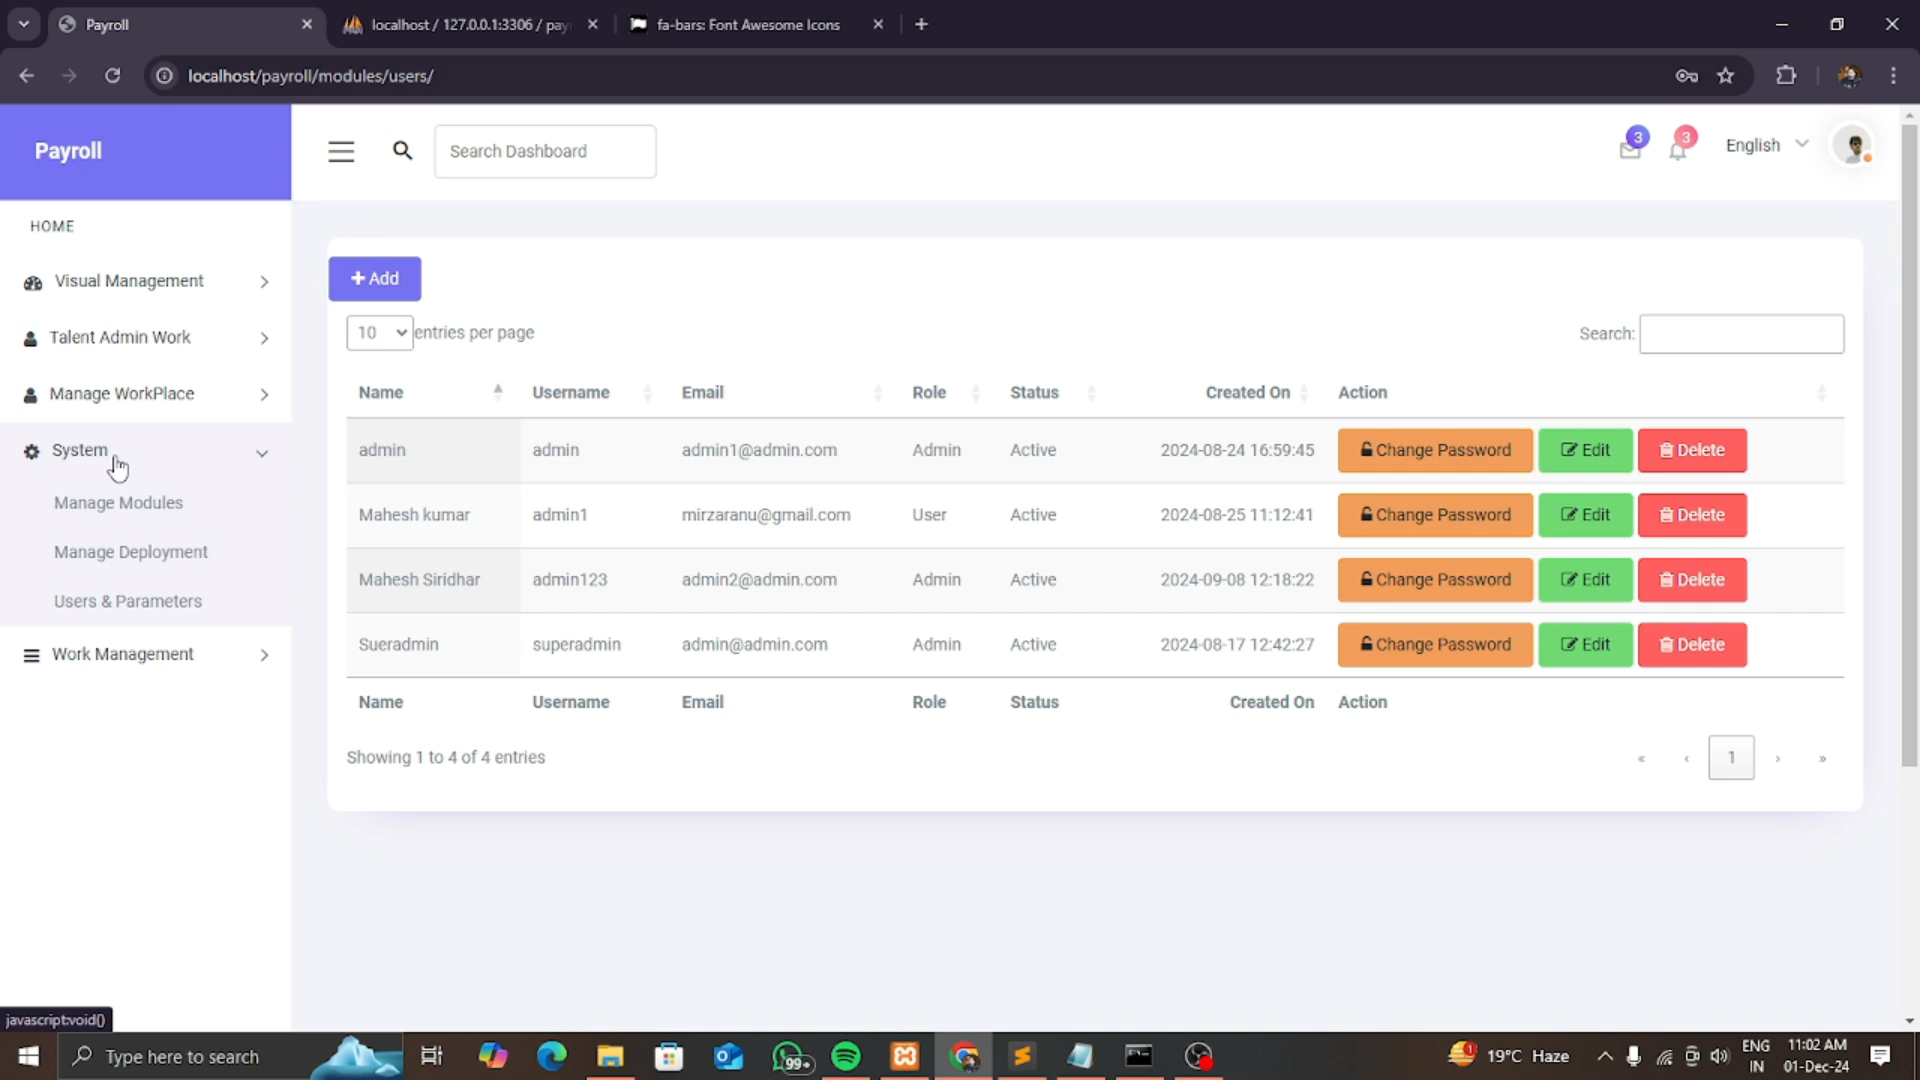 Payroll
localhost / 127.0.0.1:3306 / pay
fa-bars: Font Awesome Icons
localhost/payroll/modules/users/
Payroll
Search Dashboard
3
3
English
HOME
Visual Management
Talent Admin Work
Manage WorkPlace
System
Manage Modules
Manage Deployment
Users & Parameters
Work Management
Add
10 entries per page
Search:
Name Username Email Role Status Created On Action
admin admin admin1@admin.com Admin Active 2024-08-24 16:59:45 Change Password Edit Delete
Mahesh kumar admin1 mirzaranu@gmail.com User Active 2024-08-25 11:12:41 Change Password Edit Delete
Mahesh Siridhar admin123 admin2@admin.com Admin Active 2024-09-08 12:18:22 Change Password Edit Delete
Sueradmin superadmin admin@admin.com Admin Active 2024-08-17 12:42:27 Change Password Edit Delete
Name Username Email Role Status Created On Action
Showing 1 to 4 of 4 entries
« ‹ 1 › »
javascript:void()
Type here to search
99+
19°C Haze
ENG
IN
11:02 AM
01-Dec-24